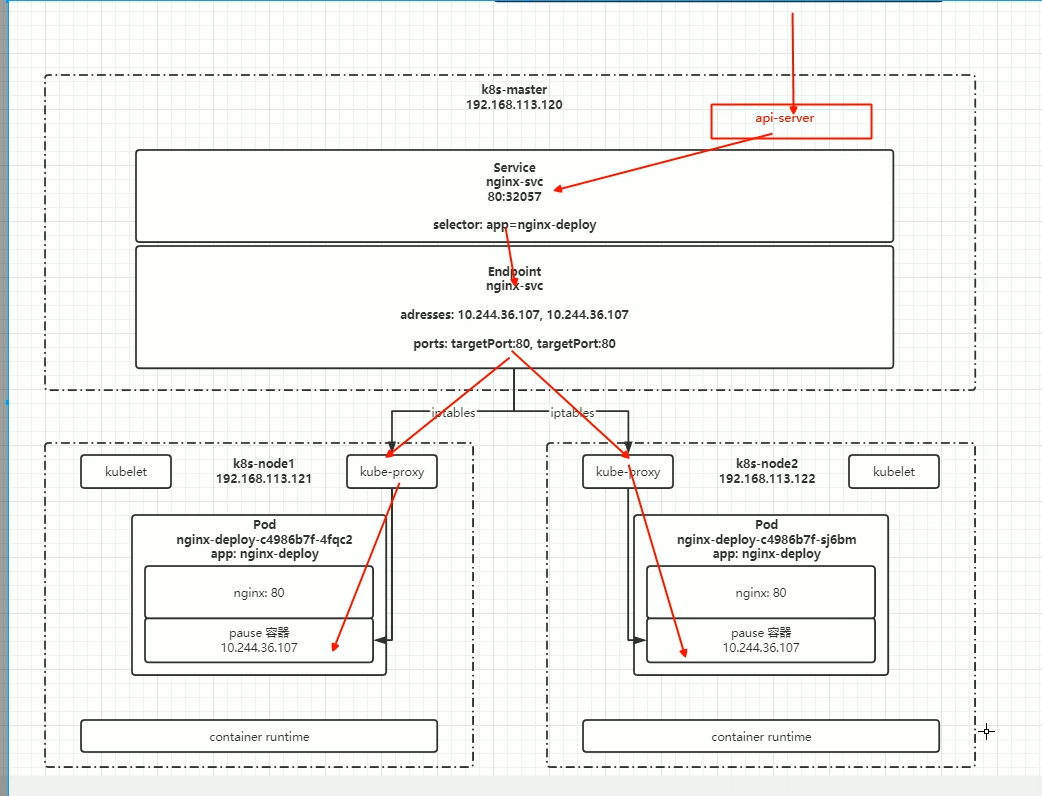 k8s-master
192.168.113.120
api-server
Service
nginx-svc
80:32057
selector: app=nginx-deploy
Endpoint
nginx-svc
adresses: 10.244.36.107, 10.244.36.107
ports: targetPort:80, targetPort:80
iptables
iptables
kubelet
k8s-node1
192.168.113.121
kube-proxy
Pod
nginx-deploy-c4986b7f-4fqc2
app: nginx-deploy
nginx: 80
pause 容器
10.244.36.107
container runtime
kube-proxy
k8s-node2
192.168.113.122
kubelet
Pod
nginx-deploy-c4986b7f-sj6bm
app: nginx-deploy
nginx: 80
pause 容器
10.244.36.107
container runtime